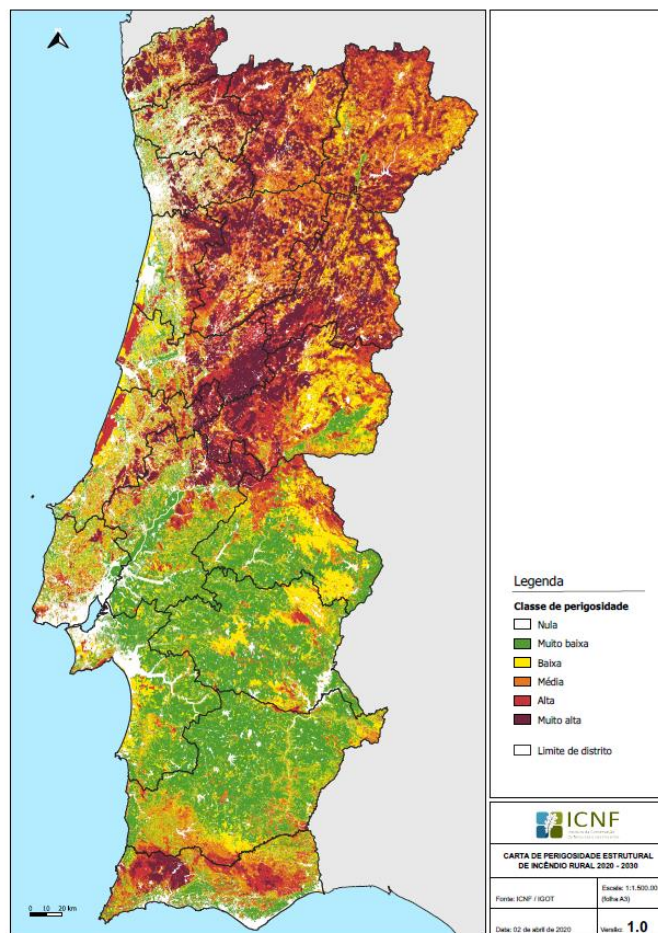 0 10 20 km
Legenda
Classe de perigosidade
Nula
Muito baixa
Baixa
Média
Alta
Muito alta
Limite de distrito
ICNF
CARTA DE PERIGOSIDADE ESTRUTURAL
DE INCÊNDIO RURAL 2020 - 2030
Fonte: ICNF / IGOT
Escala: 1:1.500.00
(folha A3)
Data: 02 de abril de 2020
Versão: 1.0